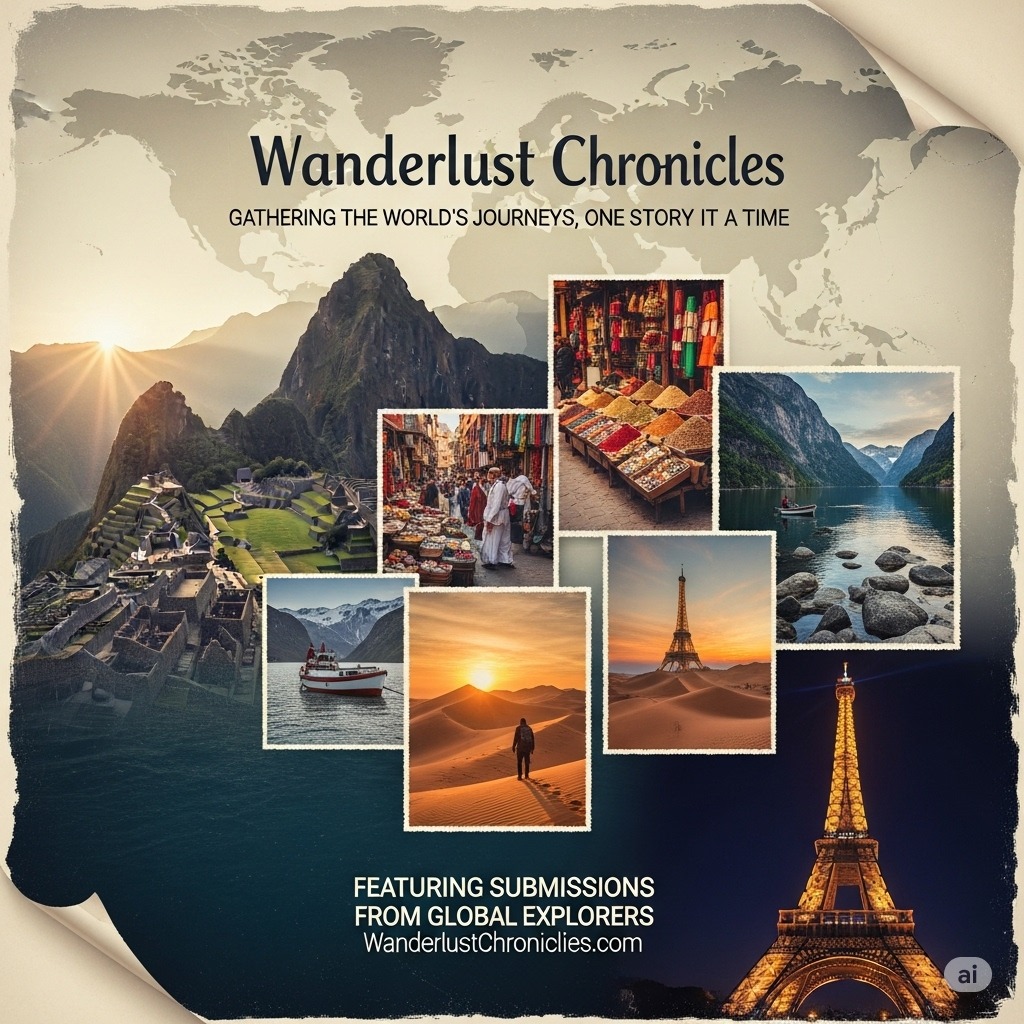 Wanderlust Chronicles
GATHERING THE WORLD'S JOURNEYS, ONE STORY IT A TIME
FEATURING SUBMISSIONS
FROM GLOBAL EXPLORERS
WanderlustChroniclies.com
ai